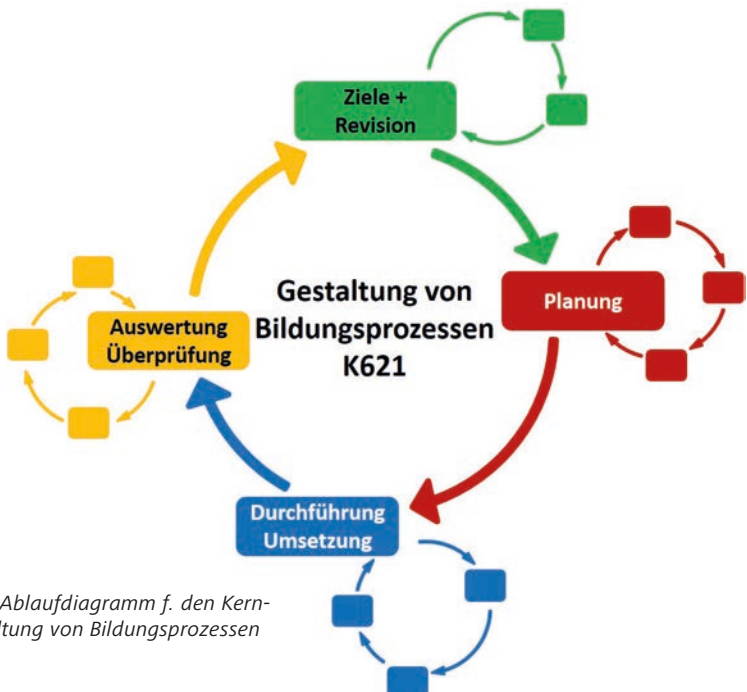 Ziele +
Revision
Gestaltung von
Bildungsprozessen
K621
Planung
Auswertung
Überprüfung
Durchführung
Umsetzung
Ablaufdiagramm f. den Kern-
ltung von Bildungsprozessen